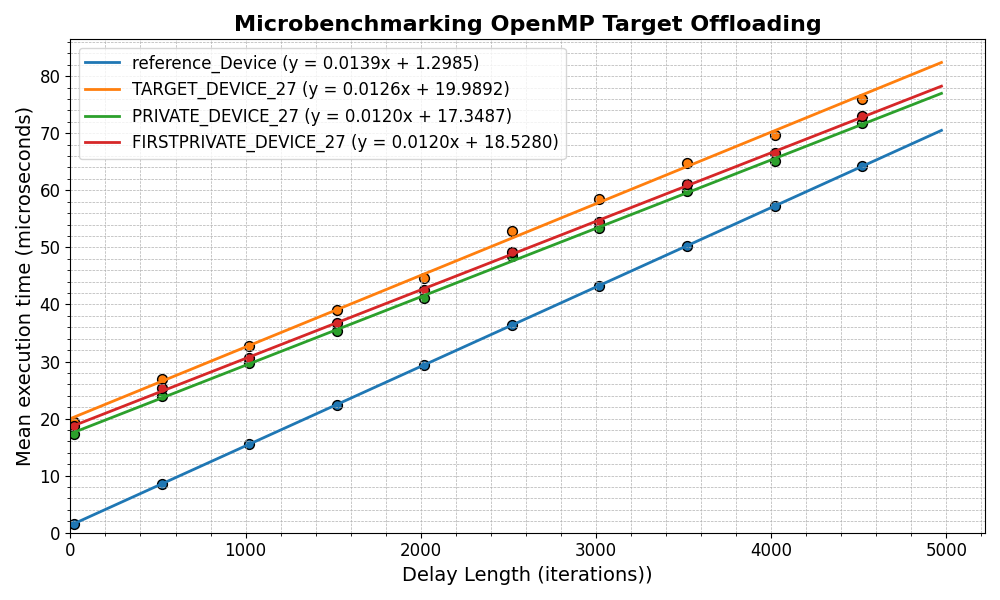 Microbenchmarking OpenMP Target Offloading
reference_Device (y = 0.0139x + 1.2985)
TARGET_DEVICE_27 (y = 0.0126x + 19.9892)
PRIVATE_DEVICE_27 (y = 0.0120x + 17.3487)
FIRSTPRIVATE_DEVICE_27 (y = 0.0120x + 18.5280)
Mean execution time (microseconds)
80
70
60
50
40
30
20
10
0
0 1000 2000 3000 4000 5000
Delay Length (iterations))